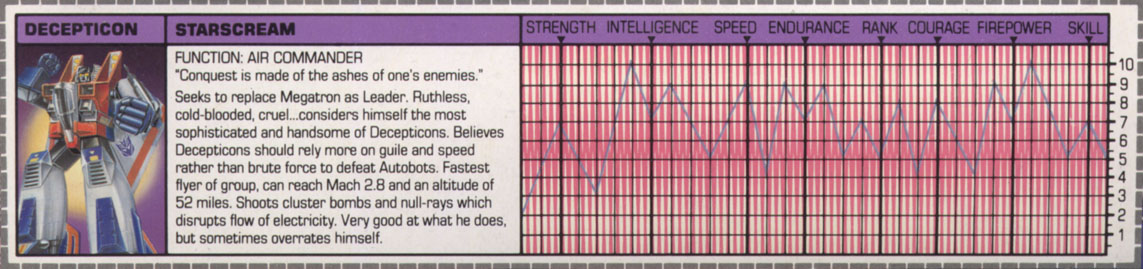 DECEPTICON
STARSCREAM
STRENGTH INTELLIGENCE SPEED ENDURANCE RANK COURAGE FIREPOWER SKILL
FUNCTION: AIR COMMANDER
"Conquest is made of the ashes of one's enemies."
Seeks to replace Megatron as Leader. Ruthless,
cold-blooded, cruel...considers himself the most
sophisticated and handsome of Decepticons. Believes
Decepticons should rely more on guile and speed
rather than brute force to defeat Autobots. Fastest
flyer of group, can reach Mach 2.8 and an altitude of
52 miles. Shoots cluster bombs and null-rays which
disrupts flow of electricity. Very good at what he does,
but sometimes overrates himself.
10
9
8
7
6
5
4
3
2
1